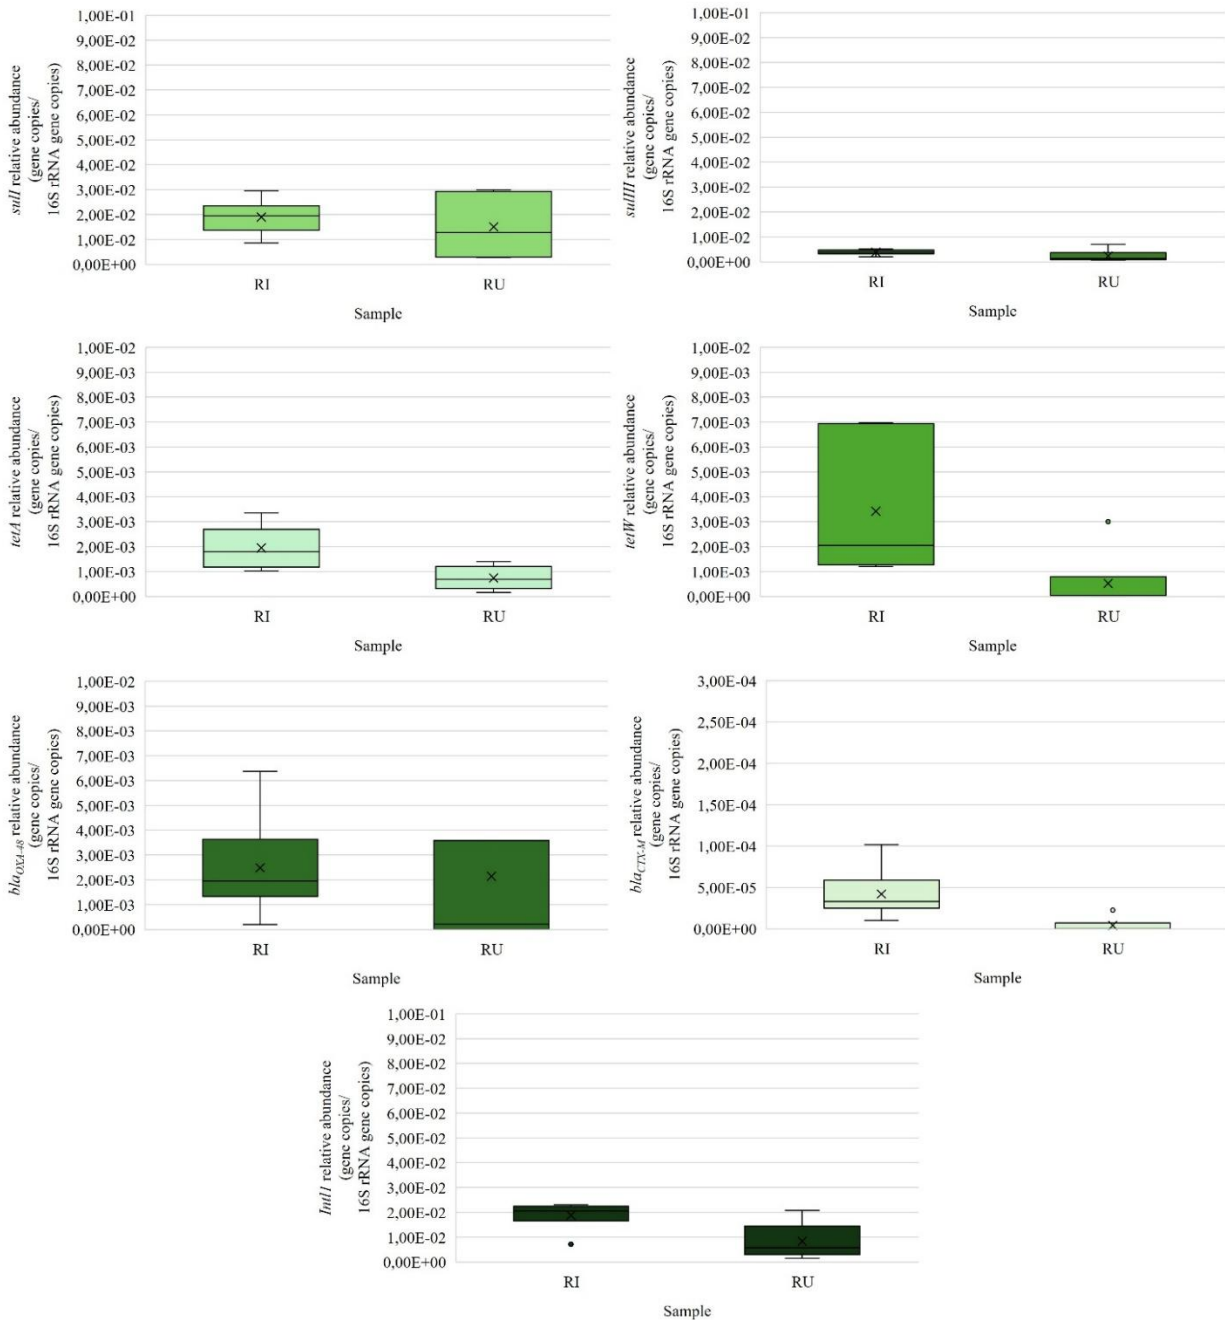 sulI relative abundance
(gene copies/
16S rRNA gene copies)
1,00E-01
9,00E-02
8,00E-02
7,00E-02
6,00E-02
5,00E-02
4,00E-02
3,00E-02
2,00E-02
1,00E-02
0,00E+00
RI RU
Sample
sulIII relative abundance
(gene copies/
16S rRNA gene copies)
1,00E-01
9,00E-02
8,00E-02
7,00E-02
6,00E-02
5,00E-02
4,00E-02
3,00E-02
2,00E-02
1,00E-02
0,00E+00
RI RU
Sample
tetA relative abundance
(gene copies/
16S rRNA gene copies)
1,00E-02
9,00E-03
8,00E-03
7,00E-03
6,00E-03
5,00E-03
4,00E-03
3,00E-03
2,00E-03
1,00E-03
0,00E+00
RI RU
Sample
tetW relative abundance
(gene copies/
16S rRNA gene copies)
1,00E-02
9,00E-03
8,00E-03
7,00E-03
6,00E-03
5,00E-03
4,00E-03
3,00E-03
2,00E-03
1,00E-03
0,00E+00
RI RU
Sample
blaOXA-48 relative abundance
(gene copies/
16S rRNA gene copies)
1,00E-02
9,00E-03
8,00E-03
7,00E-03
6,00E-03
5,00E-03
4,00E-03
3,00E-03
2,00E-03
1,00E-03
0,00E+00
RI RU
Sample
blaCTX-M relative abundance
(gene copies/
16S rRNA gene copies)
3,00E-04
2,50E-04
2,00E-04
1,50E-04
1,00E-04
5,00E-05
0,00E+00
RI RU
Sample
IntI1 relative abundance
(gene copies/
16S rRNA gene copies)
1,00E-01
9,00E-02
8,00E-02
7,00E-02
6,00E-02
5,00E-02
4,00E-02
3,00E-02
2,00E-02
1,00E-02
0,00E+00
RI RU
Sample